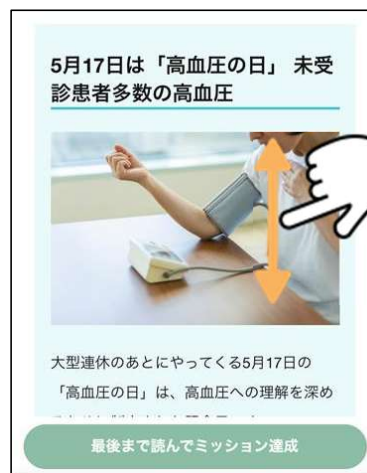 5月17日は「高血圧の日」 未受
診患者多数の高血圧
大型連休のあとにやってくる5月17日の
「高血圧の日」は、高血圧への理解を深め
最後まで読んでミッション達成